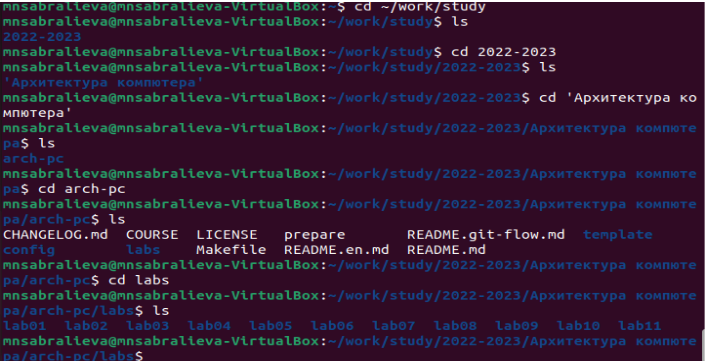 mnsabralieva@mnsabralieva-VirtualBox:~$ cd ~/work/study
mnsabralieva@mnsabralieva-VirtualBox:~/work/study$ ls
2022-2023
mnsabralieva@mnsabralieva-VirtualBox:~/work/study$ cd 2022-2023
mnsabralieva@mnsabralieva-VirtualBox:~/work/study/2022-2023$ ls
'Архитектура компютера'
mnsabralieva@mnsabralieva-VirtualBox:~/work/study/2022-2023$ cd 'Архитектура ко
мпютера'
mnsabralieva@mnsabralieva-VirtualBox:~/work/study/2022-2023/Архитектура компюте
ра$ ls
arch-pc
mnsabralieva@mnsabralieva-VirtualBox:~/work/study/2022-2023/Архитектура компюте
ра$ cd arch-pc
mnsabralieva@mnsabralieva-VirtualBox:~/work/study/2022-2023/Архитектура компюте
ра/arch-pc$ ls
CHANGELOG.md COURSE LICENSE prepare README.git-flow.md template
config labs Makefile README.en.md README.md
mnsabralieva@mnsabralieva-VirtualBox:~/work/study/2022-2023/Архитектура компюте
ра/arch-pc$ cd labs
mnsabralieva@mnsabralieva-VirtualBox:~/work/study/2022-2023/Архитектура компюте
ра/arch-pc/labs$ ls
lab01 lab02 lab03 lab04 lab05 lab06 lab07 lab08 lab09 lab10 lab11
mnsabralieva@mnsabralieva-VirtualBox:~/work/study/2022-2023/Архитектура компюте
ра/arch-pc/labs$